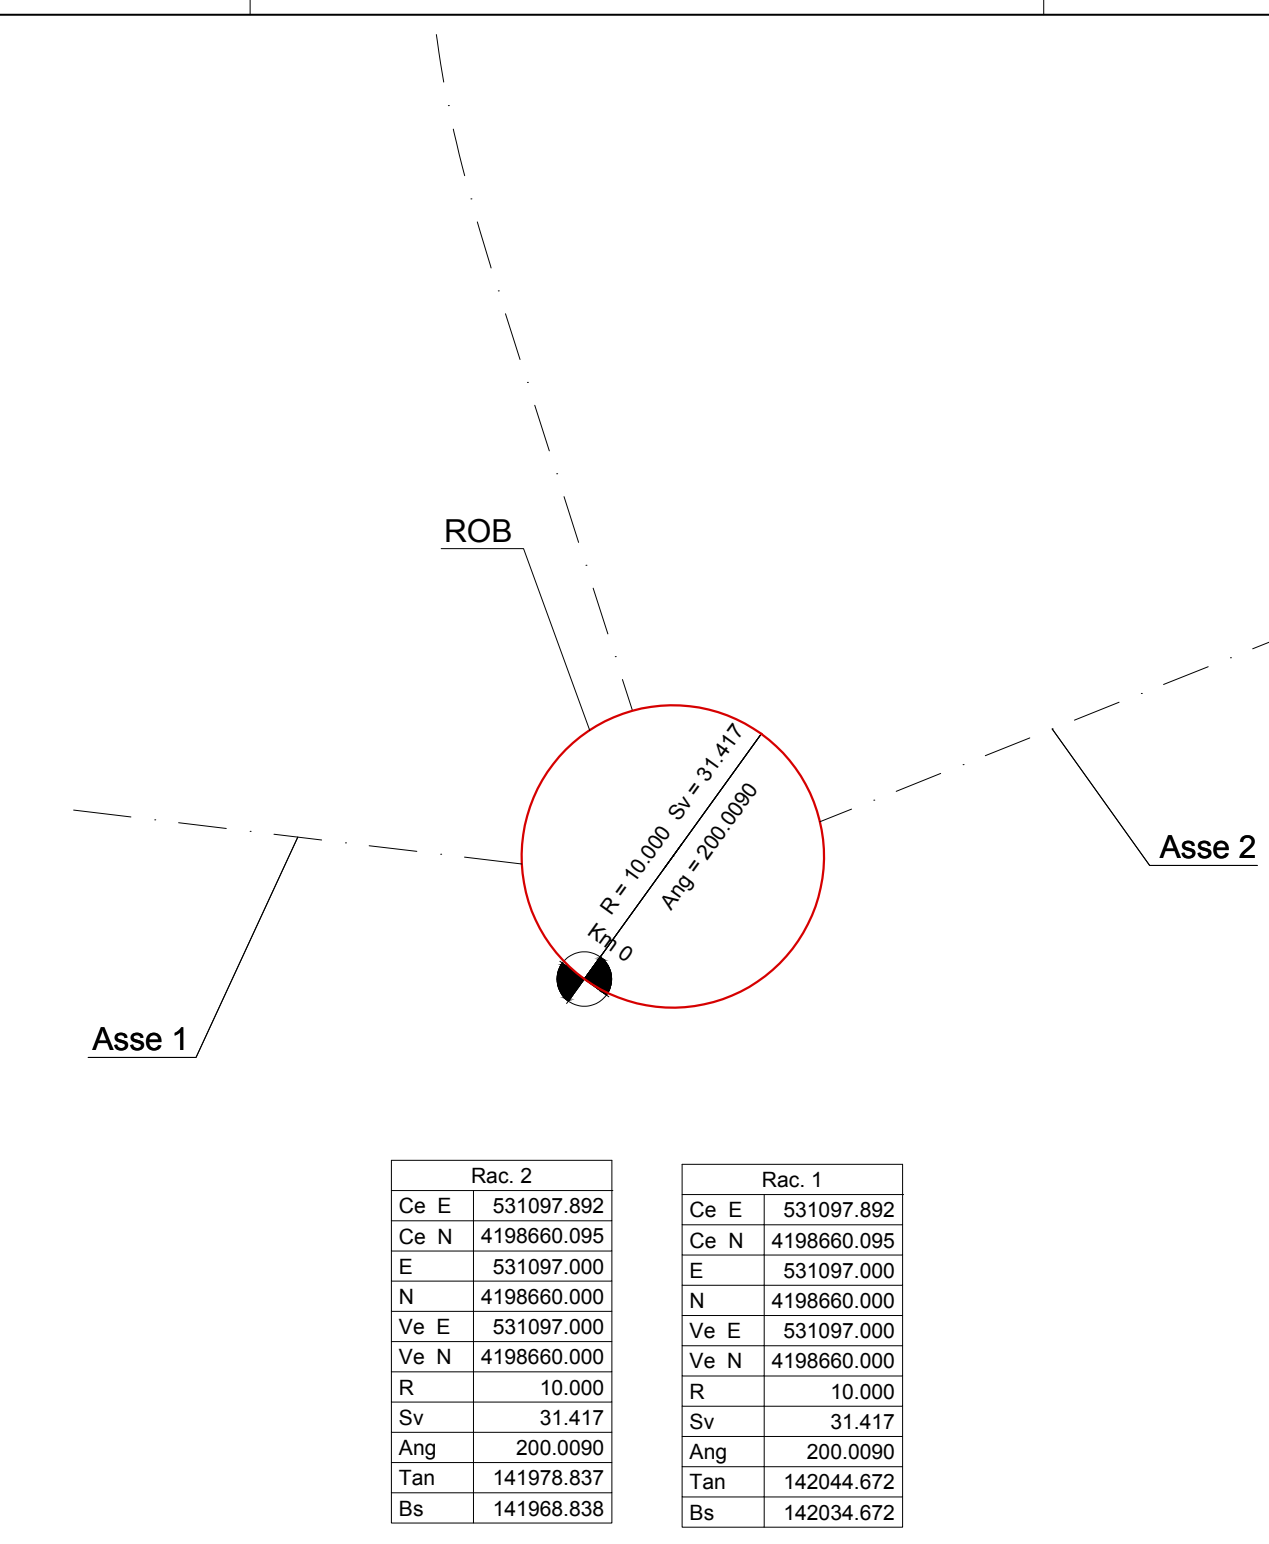 ROB
R = 10.000 Sv = 31.417
Ang = 200.0090
Km 0
Asse 2
Asse 1
Rac. 2
Ce E 531097.892
Ce N 4198660.095
E 531097.000
N 4198660.000
Ve E 531097.000
Ve N 4198660.000
R 10.000
Sv 31.417
Ang 200.0090
Tan 141978.837
Bs 141968.838
Rac. 1
Ce E 531097.892
Ce N 4198660.095
E 531097.000
N 4198660.000
Ve E 531097.000
Ve N 4198660.000
R 10.000
Sv 31.417
Ang 200.0090
Tan 142044.672
Bs 142034.672